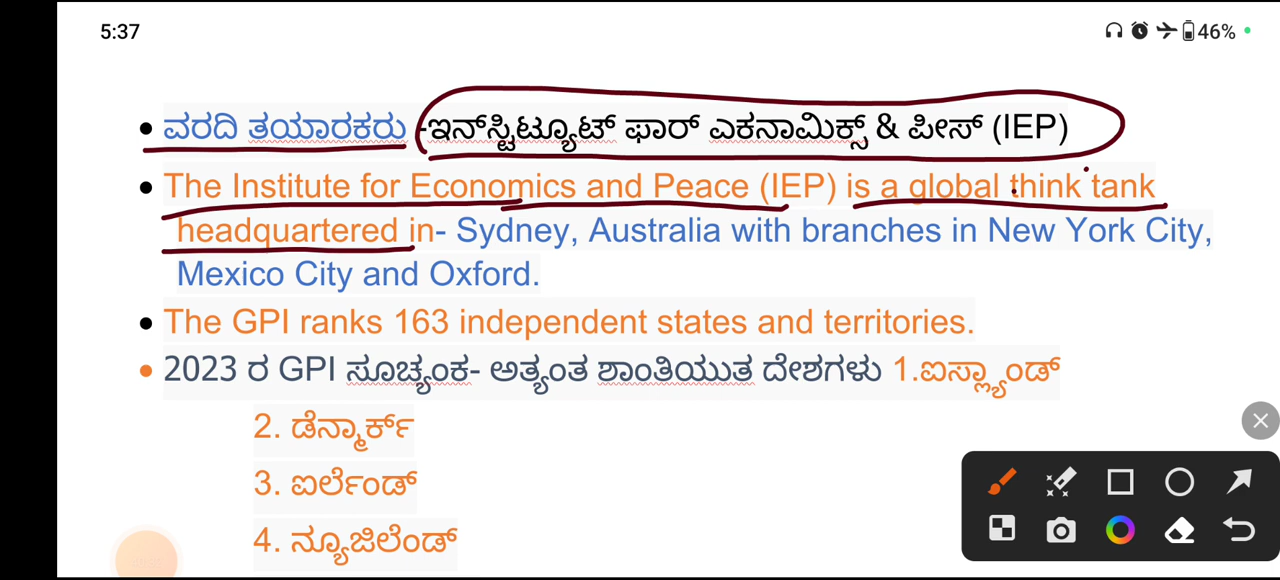 5:37
46%
• ವರದಿ ತಯಾರಕರು -ಇನ್‌ಸ್ಟಿಟ್ಯೂಟ್ ಫಾರ್ ಎಕನಾಮಿಕ್ಸ್ & ಪೀಸ್ (IEP)
• The Institute for Economics and Peace (IEP) is a global think tank
headquartered in- Sydney, Australia with branches in New York City,
Mexico City and Oxford.
• The GPI ranks 163 independent states and territories.
• 2023 ರ GPI ಸೂಚ್ಯಂಕ- ಅತ್ಯಂತ ಶಾಂತಿಯುತ ದೇಶಗಳು 1.ಐಸ್ಲ್ಯಾಂಡ್
2. ಡೆನ್ಮಾರ್ಕ್
3. ಐರ್ಲೆಂಡ್
4. ನ್ಯೂಜಿಲೆಂಡ್